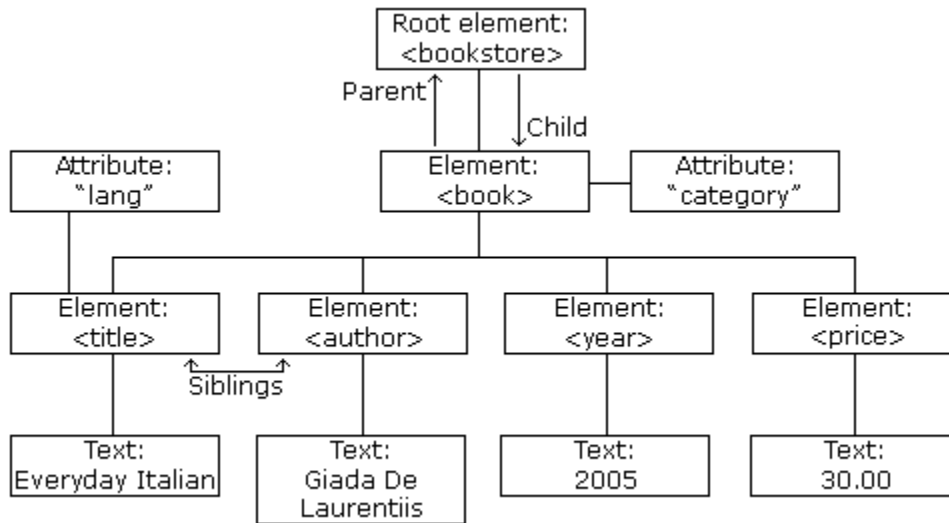 Root element:
<bookstore>
Parent
Child
Attribute:
“lang”
Element:
<book>
Attribute:
“category”
Element:
<title>
Element:
<author>
Element:
<year>
Element:
<price>
Siblings
Text:
Everyday Italian
Text:
Giada De
Laurentiis
Text:
2005
Text:
30.00